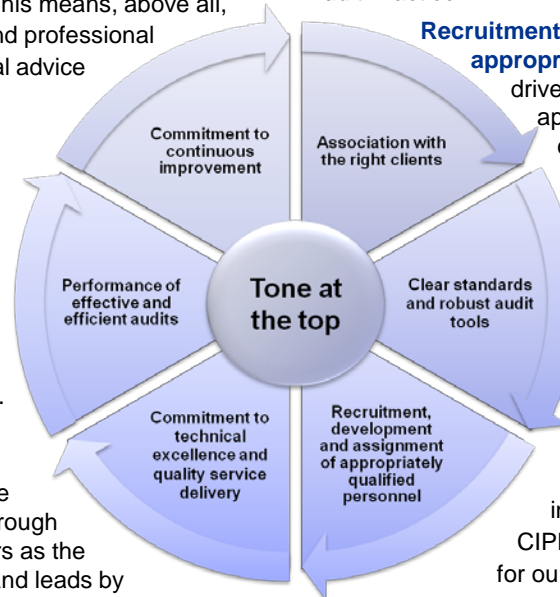 his means, above all,
nd professional
al advice
Recruitment
appropr
drive
ap
Commitment to
continuous
improvement
Association with
the right clients
Performance of
effective and
efficient audits
Tone at
the top
Clear standards
and robust audit
tools
Commitment to
technical
excellence and
quality service
delivery
Recruitment,
development
and assignment
of appropriately
qualified
personnel
e
rough
rs as the
and leads by
in
CIP
for ou